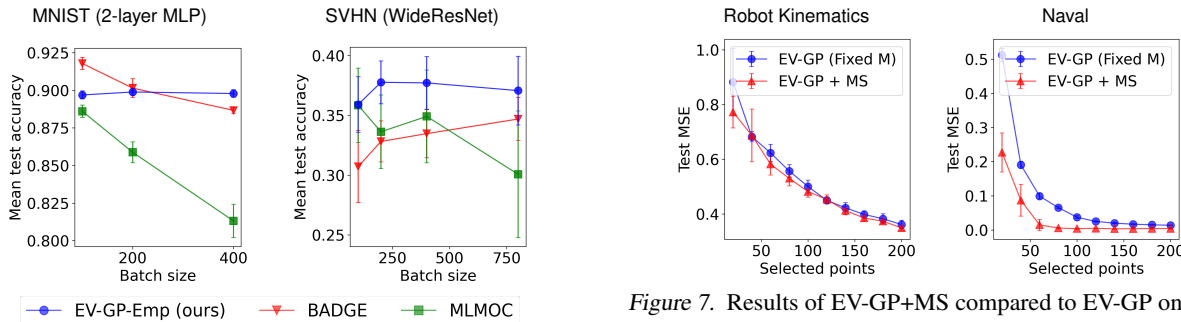 MNIST (2-layer MLP)
SVHN (WideResNet)
Mean test accuracy
0.925
0.900
0.875
0.850
0.825
0.800
200
400
Batch size
Mean test accuracy
0.40
0.35
0.30
0.25
250
500
750
Batch size
EV-GP-Emp (ours)
BADGE
MLMOC
Robot Kinematics
Naval
Test MSE
1.0
0.8
0.6
0.4
EV-GP (Fixed M)
EV-GP + MS
50
100
150
200
Selected points
Test MSE
0.5
0.4
0.3
0.2
0.1
0.0
EV-GP (Fixed M)
EV-GP + MS
50
100
150
200
Selected points
Figure 7. Results of EV-GP+MS compared to EV-GP on